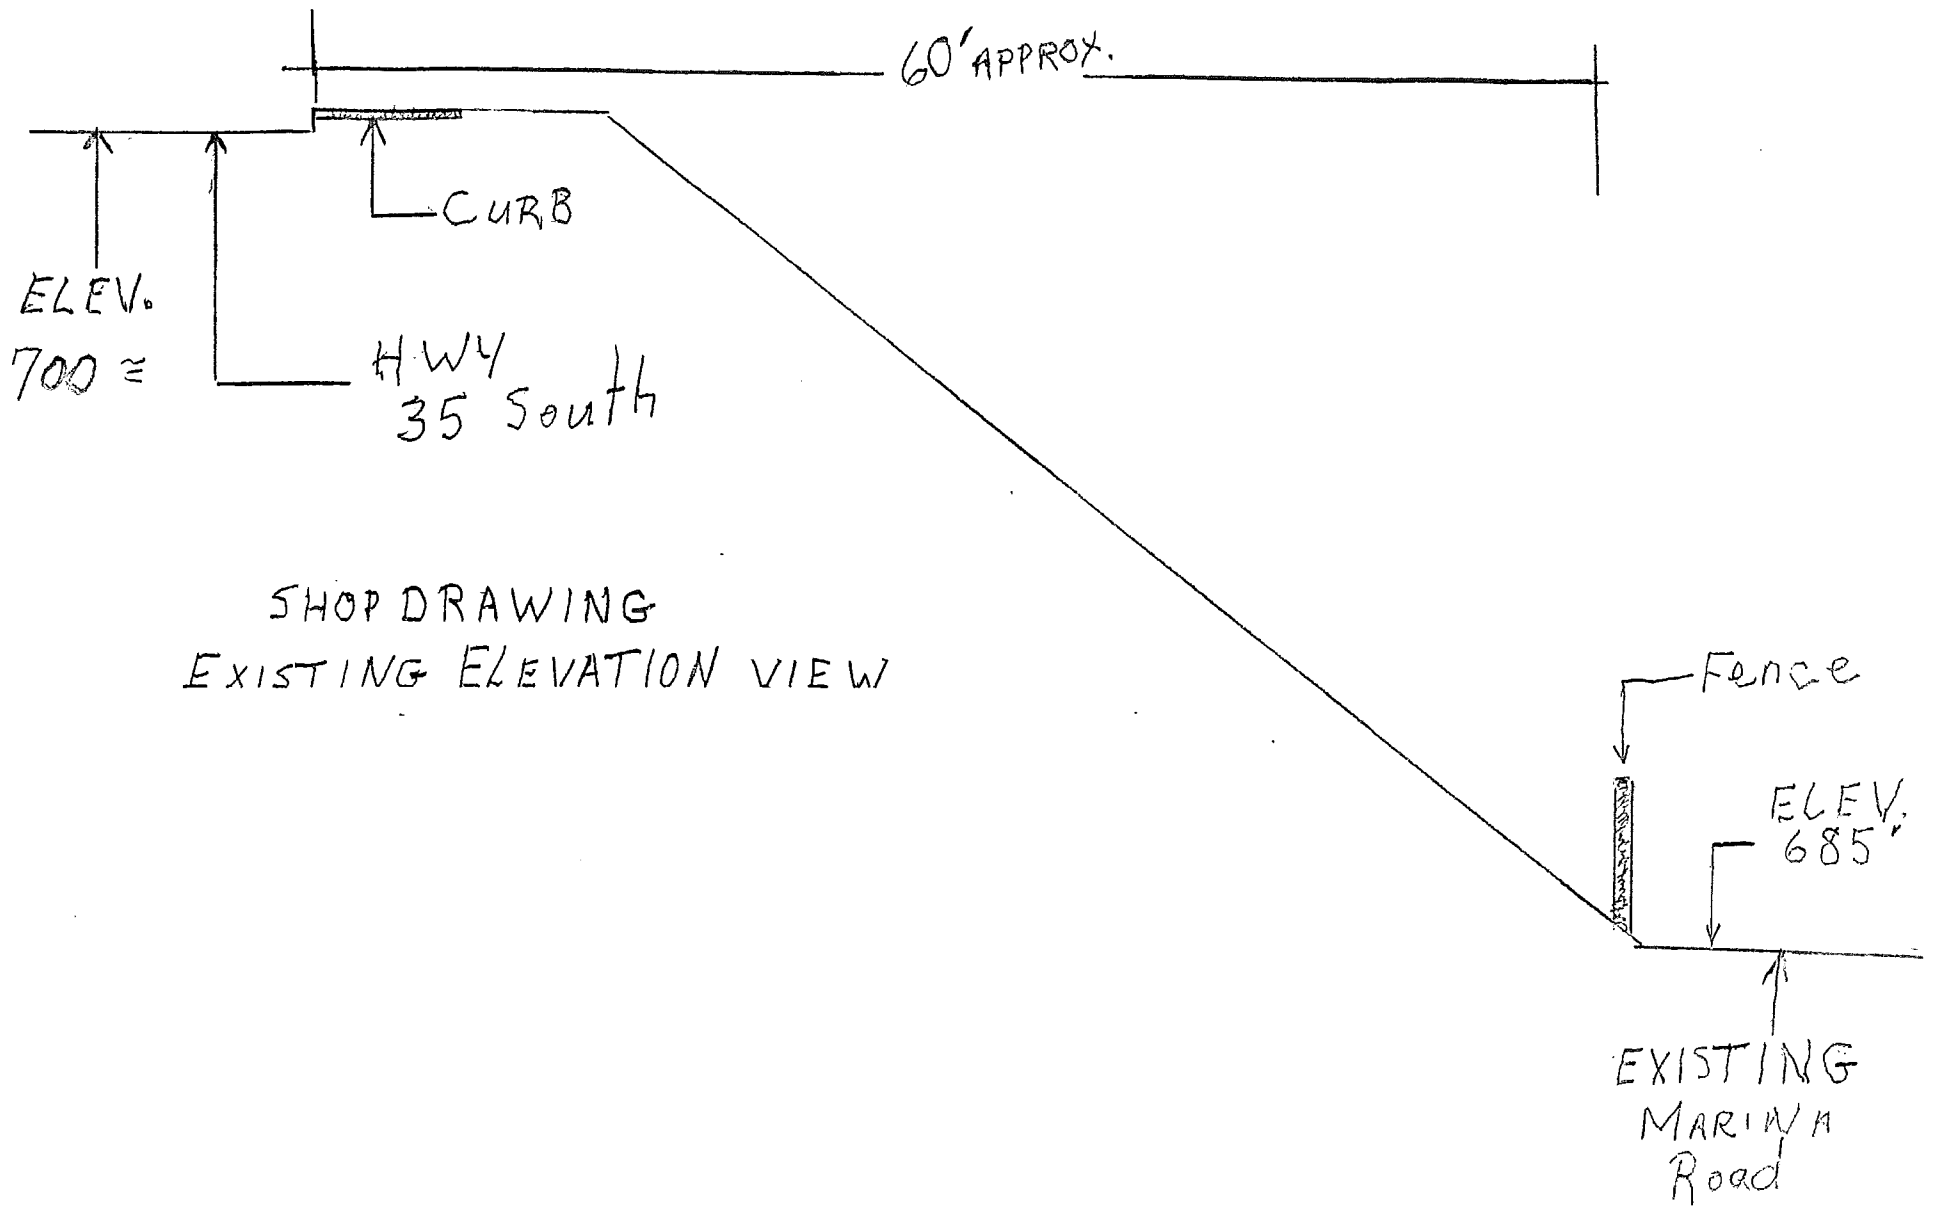 60' APPROX.
CURB
ELEV.
700 ≅
HWY
35 South
SHOP DRAWING
EXISTING ELEVATION VIEW
Fence
ELEV.
685'
EXISTING
MARINA
Road